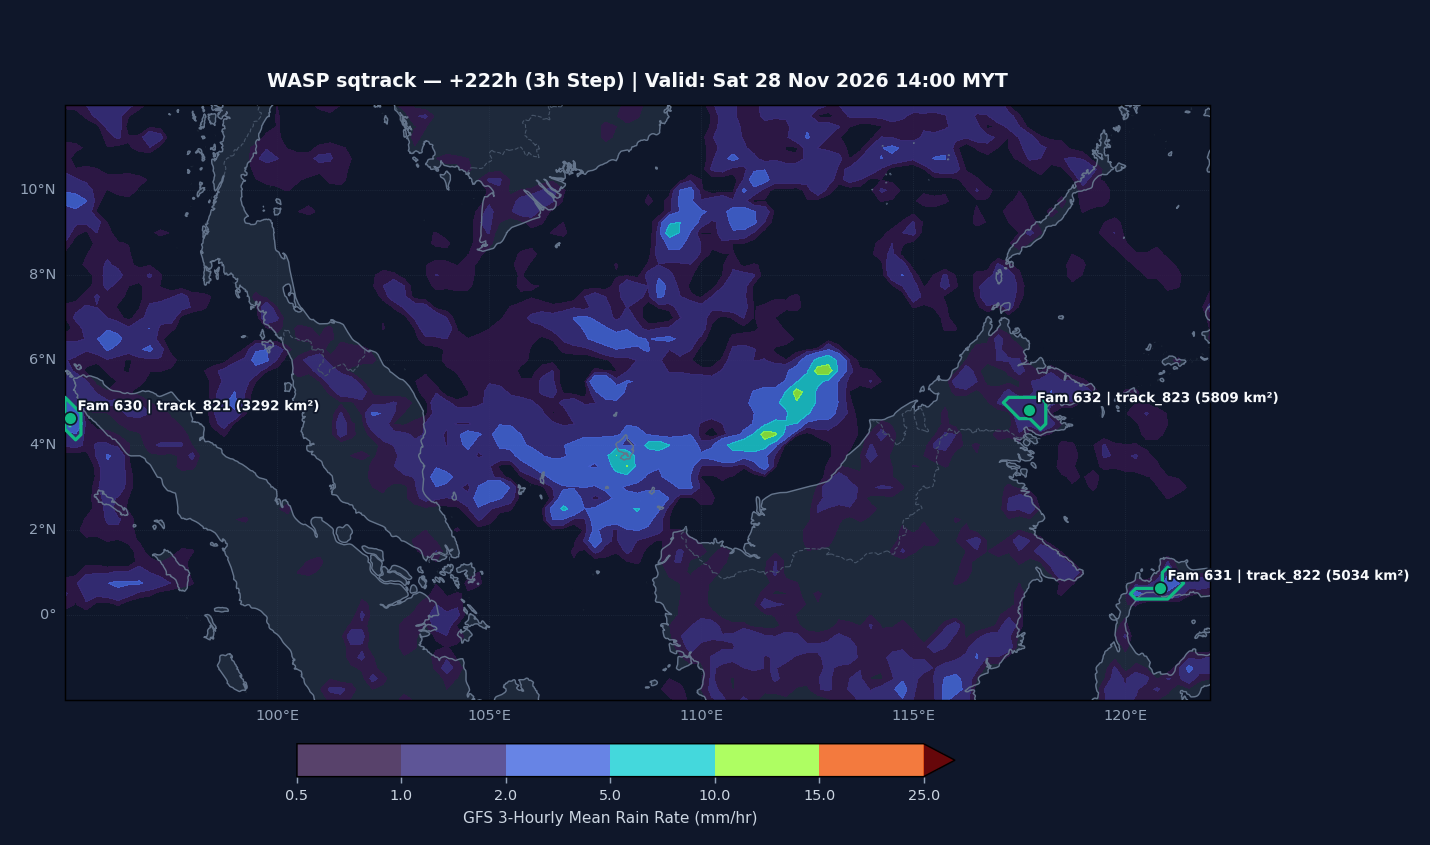 WASP sqtrack — +222h (3h Step) | Valid: Sat 28 Nov 2026 14:00 MYT
10°N
8°N
6°N
Fam 632 | track_823 (5809 km²)
Fam 630 | track_821 (3292 km²)
4°N
2°N
Fam 631 | track_822 (5034 km²)
0°
100°E 105°E 110°E 115°E 120°E
0.5 1.0 2.0 5.0 10.0 15.0 25.0
GFS 3-Hourly Mean Rain Rate (mm/hr)